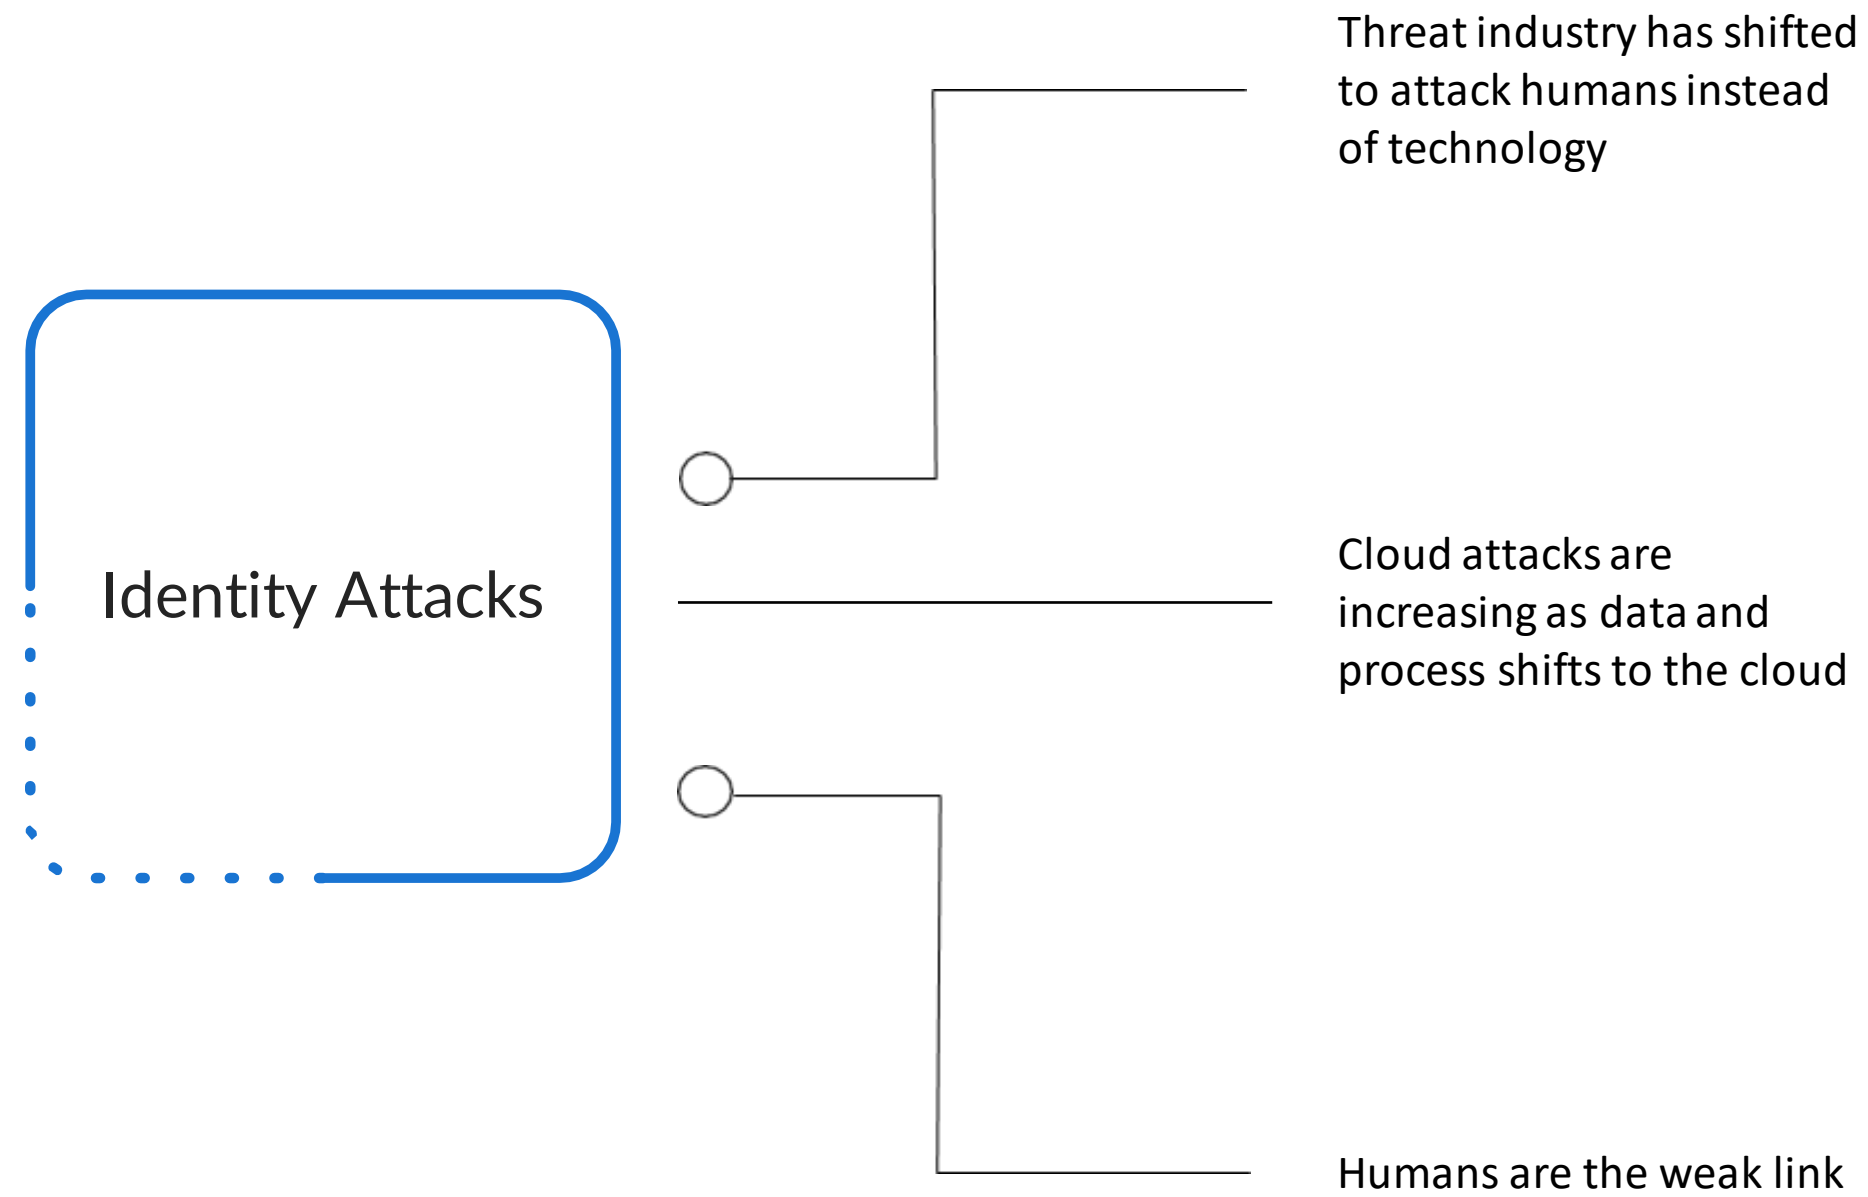 Threat industry has shifted
to attack humans instead
of technology
Identity Attacks
Cloud attacks are
increasing as data and
process shifts to the cloud
Humans are the weak link